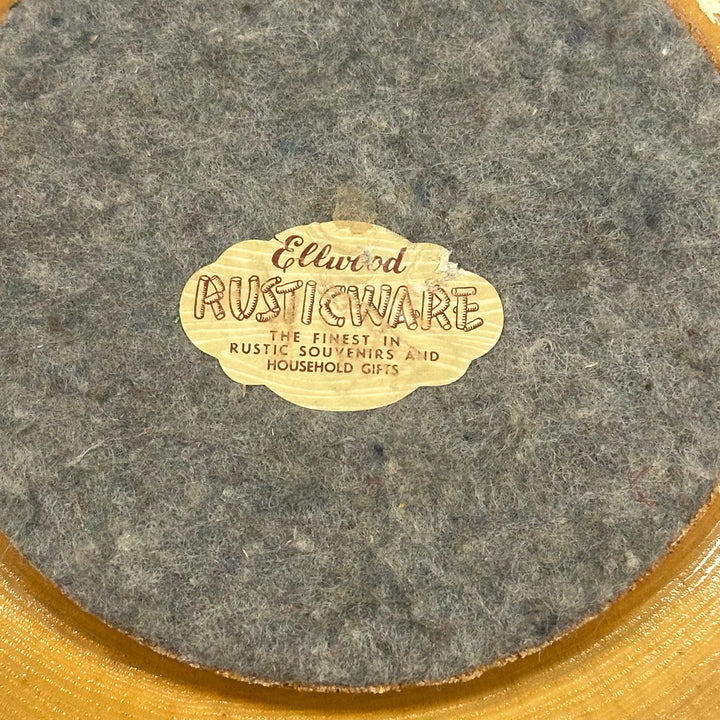 Ellwood
RUSTICWARE
THE FINEST IN
RUSTIC SOUVENIRS AND
HOUSEHOLD GIFTS